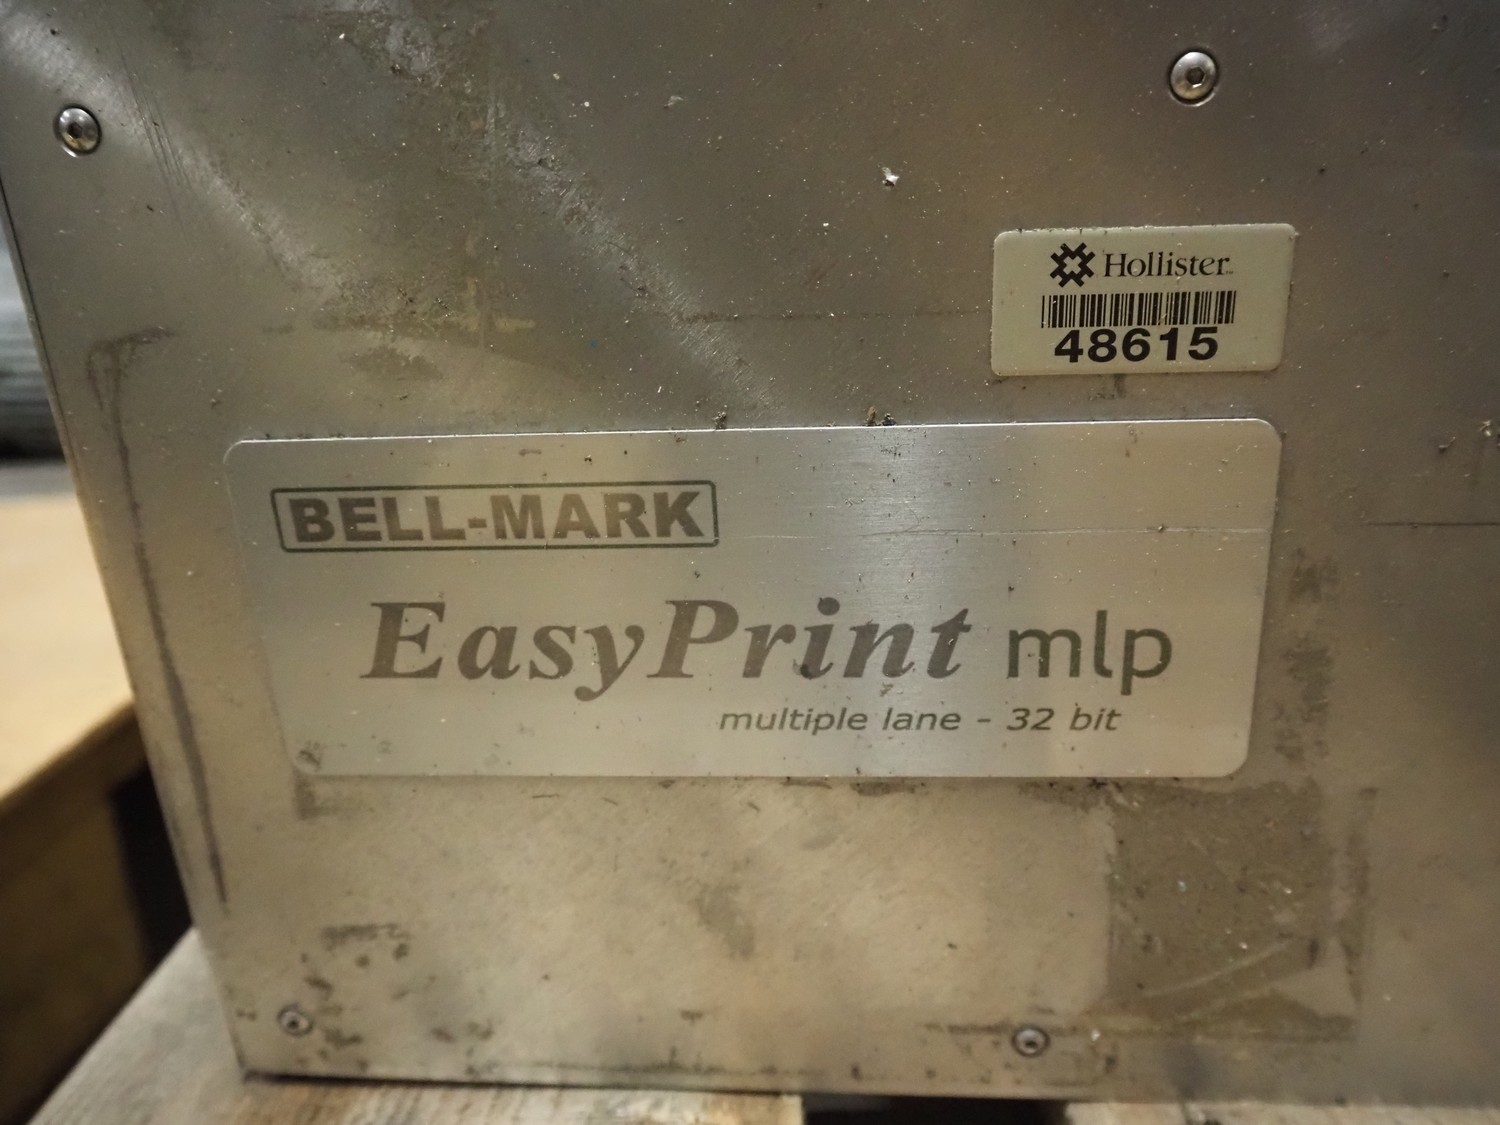 Hollister
48615
BELL-MARK
EasyPrint mlp
multiple lane - 32 bit